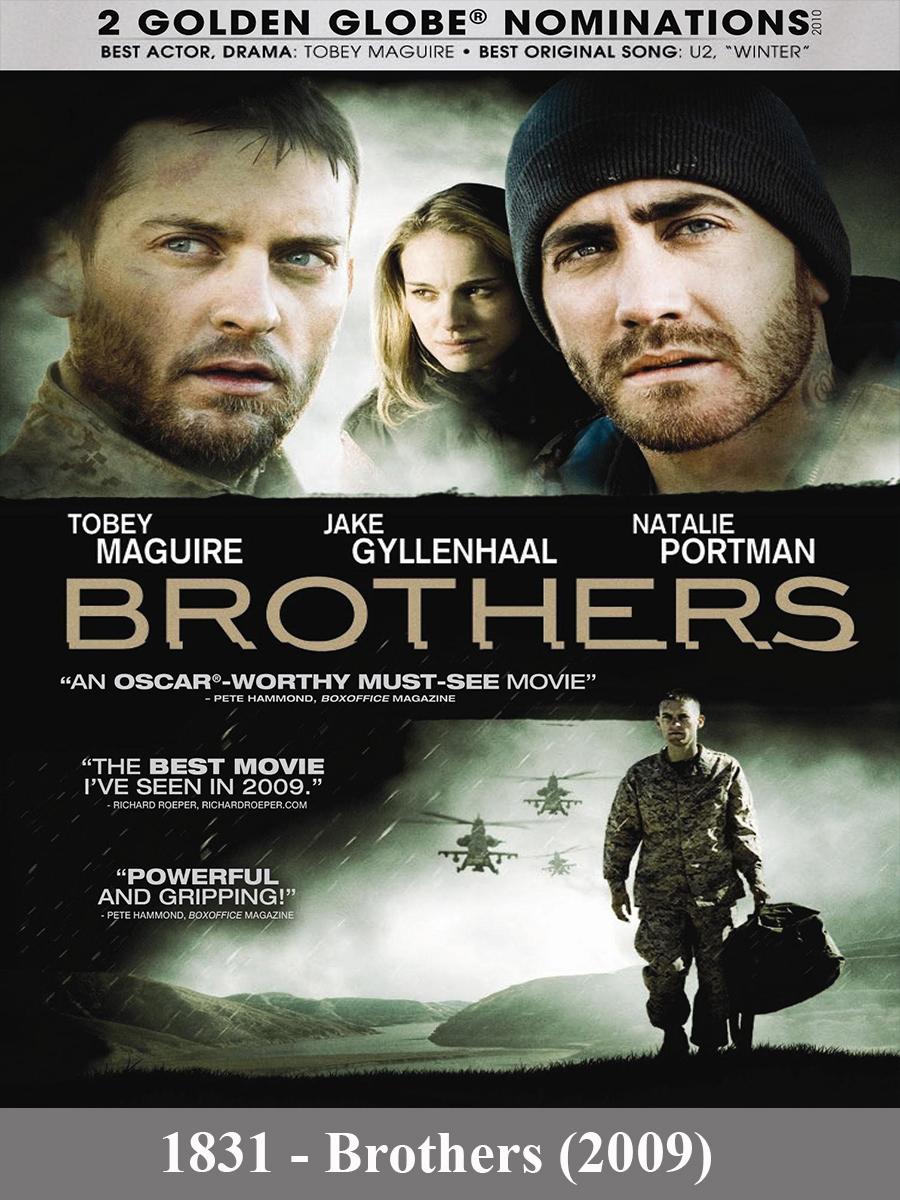 2 GOLDEN GLOBE® NOMINATIONS 2010
BEST ACTOR, DRAMA: TOBEY MAGUIRE • BEST ORIGINAL SONG: U2, “WINTER”
TOBEY MAGUIRE
JAKE GYLLENHAAL
NATALIE PORTMAN
BROTHERS
“AN OSCAR®-WORTHY MUST-SEE MOVIE”
- PETE HAMMOND, BOXOFFICE MAGAZINE
“THE BEST MOVIE
I’VE SEEN IN 2009.”
- RICHARD ROEPER, RICHARDROEPER.COM
“POWERFUL
AND GRIPPING!”
- PETE HAMMOND, BOXOFFICE MAGAZINE
1831 - Brothers (2009)